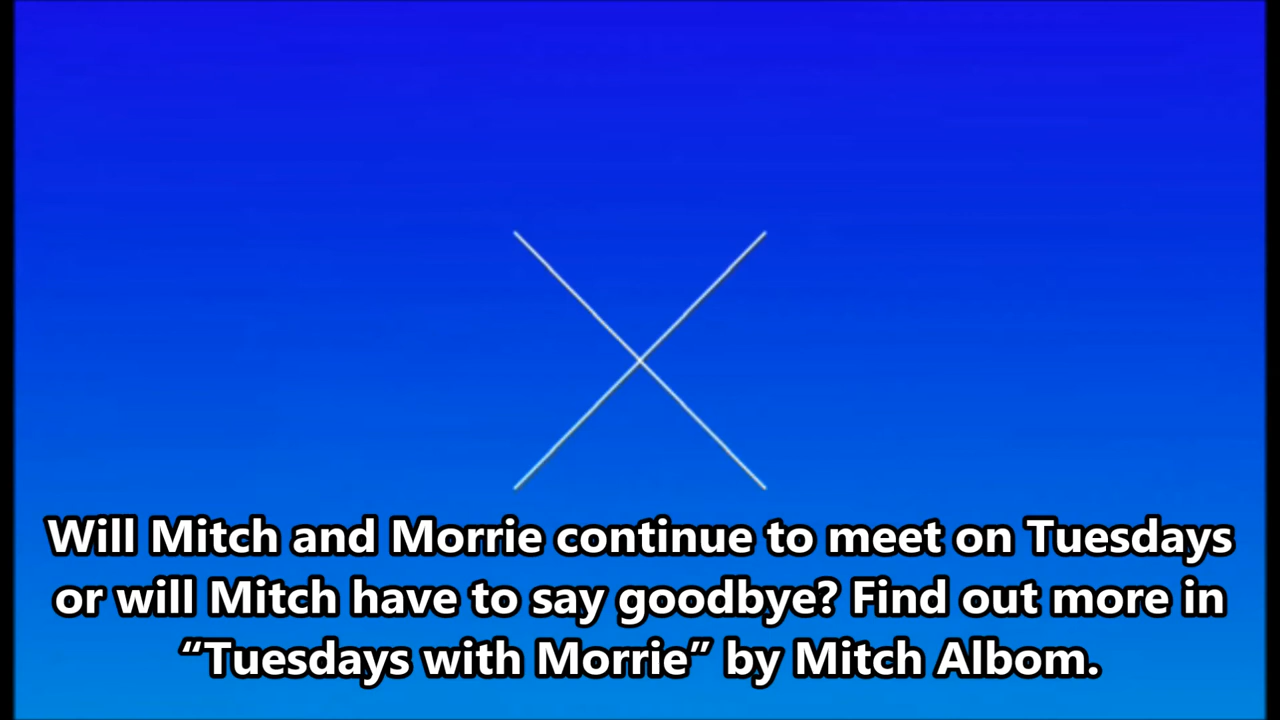 Will Mitch and Morrie continue to meet on Tuesdays
or will Mitch have to say goodbye? Find out more in
“Tuesdays with Morrie” by Mitch Albom.